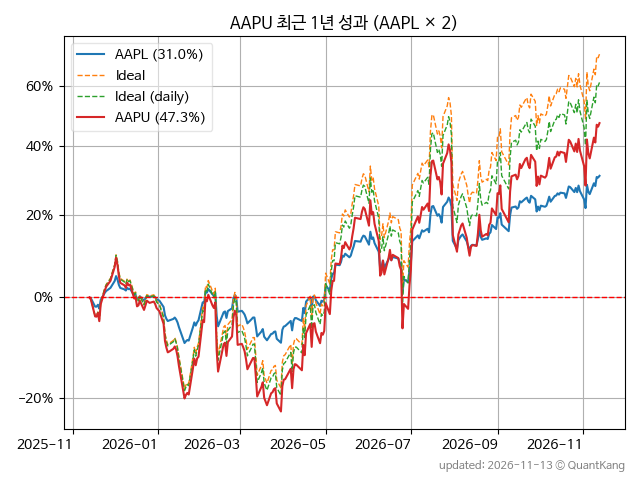 AAPU 최근 1년 성과 (AAPL × 2)
AAPL (31.0%)
Ideal
Ideal (daily)
AAPU (47.3%)
60%
40%
20%
0%
−20%
2025-11
2026-01
2026-03
2026-05
2026-07
2026-09
2026-11
updated: 2026-11-13 © QuantKang